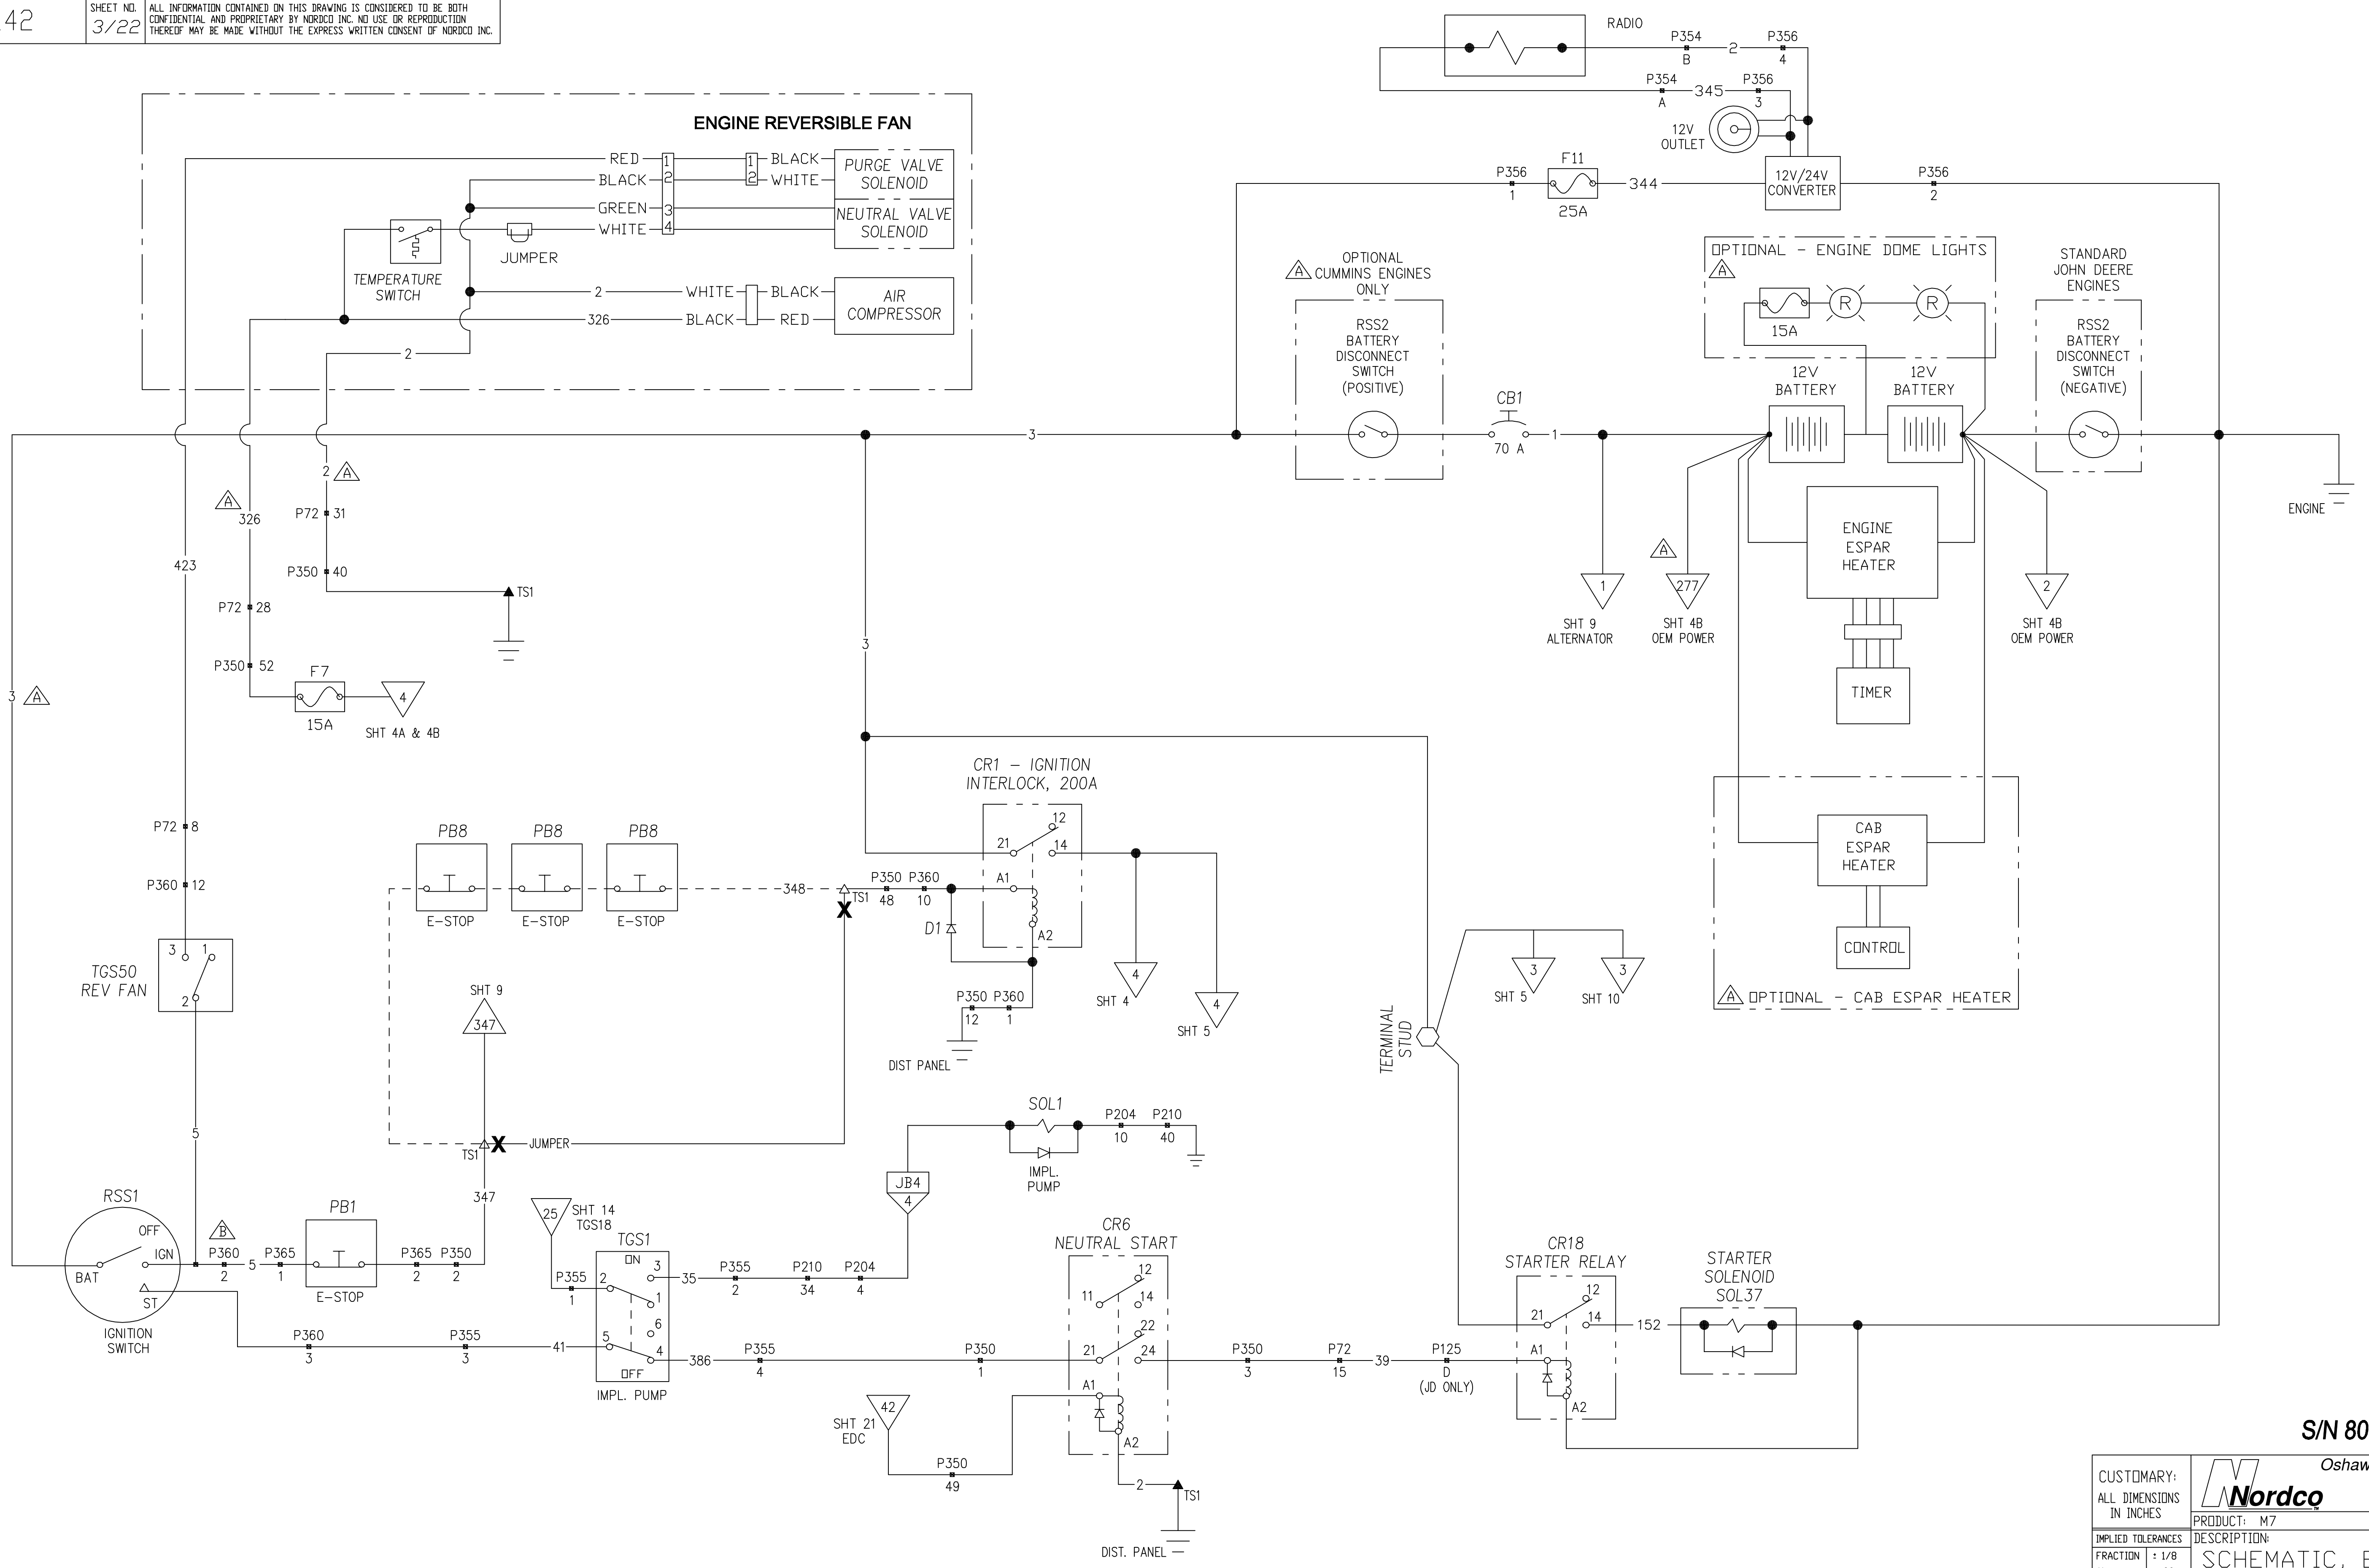 42
SHEET NO.
3/22
ALL INFORMATION CONTAINED ON THIS DRAWING IS CONSIDERED TO BE BOTH
CONFIDENTIAL AND PROPRIETARY BY NORDCO INC. NO USE OR REPRODUCTION
THEREOF MAY BE MADE WITHOUT THE EXPRESS WRITTEN CONSENT OF NORDCO INC.
RADIO
P354
B
2
P356
4
P354
A
345
P356
3
12V
OUTLET
P356
1
F11
25A
344
12V/24V
CONVERTER
P356
2
ENGINE REVERSIBLE FAN
RED
1
1
BLACK
BLACK
2
2
WHITE
PURGE VALVE
SOLENOID
GREEN
3
WHITE
4
NEUTRAL VALVE
SOLENOID
TEMPERATURE
SWITCH
JUMPER
2
WHITE
BLACK
326
BLACK
RED
AIR
COMPRESSOR
2
OPTIONAL
A
CUMMINS ENGINES
ONLY
RSS2
BATTERY
DISCONNECT
SWITCH
(POSITIVE)
CB1
70 A
1
3
OPTIONAL - ENGINE DOME LIGHTS
A
15A
R
R
12V
BATTERY
12V
BATTERY
STANDARD
JOHN DEERE
ENGINES
RSS2
BATTERY
DISCONNECT
SWITCH
(NEGATIVE)
ENGINE
ENGINE
ESPAR
HEATER
TIMER
1
SHT 9
ALTERNATOR
A
277
SHT 4B
OEM POWER
2
SHT 4B
OEM POWER
CAB
ESPAR
HEATER
CONTROL
A
OPTIONAL - CAB ESPAR HEATER
2
A
A
326
P72
31
423
P350
40
TS1
P72
28
P350
52
F7
15A
4
SHT 4A & 4B
3
A
3
P72
8
P360
12
TGS50
REV FAN
3
1
2
5
PB8
PB8
PB8
E-STOP
E-STOP
E-STOP
348
TS1
X
P350
48
P360
10
CR1 - IGNITION
INTERLOCK, 200A
12
21
14
A1
D1
A2
P350
12
P360
1
DIST PANEL
4
SHT 4
4
SHT 5
SHT 9
347
TS1
X
JUMPER
347
TERMINAL
STUD
3
SHT 5
3
SHT 10
RSS1
OFF
IGN
BAT
ST
IGNITION
SWITCH
B
P360
2
5
P365
1
PB1
E-STOP
P365
2
P350
2
25
SHT 14
TGS18
P355
1
TGS1
ON
2
3
1
6
5
4
OFF
IMPL. PUMP
35
P355
2
P210
34
P204
4
JB4
4
SOL1
IMPL.
PUMP
P204
10
P210
40
P360
3
P355
3
41
386
P355
4
P350
1
CR6
NEUTRAL START
12
11
14
22
21
24
A1
A2
42
SHT 21
EDC
P350
49
2
TS1
DIST. PANEL
P350
3
P72
15
39
P125
D
(JD ONLY)
CR18
STARTER RELAY
12
21
14
A1
A2
152
STARTER
SOLENOID
SOL37
S/N 80
CUSTOMARY:
ALL DIMENSIONS
IN INCHES
IMPLIED TOLERANCES
FRACTION
± 1/8
Oshaw
Nordco
PRODUCT: M7
DESCRIPTION:
SCHEMATIC, E